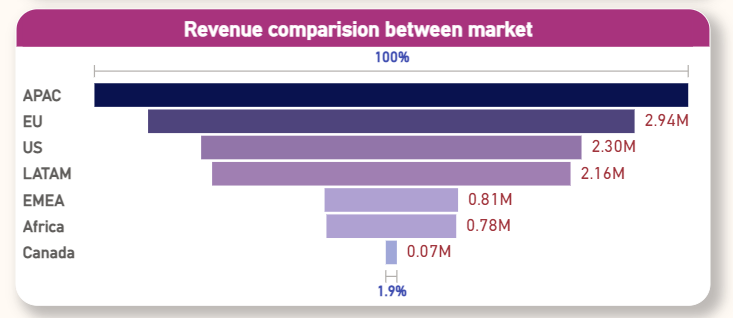 Revenue comparision between market
100%
APAC
EU 2.94M
US 2.30M
LATAM 2.16M
EMEA 0.81M
Africa 0.78M
Canada 0.07M
1.9%